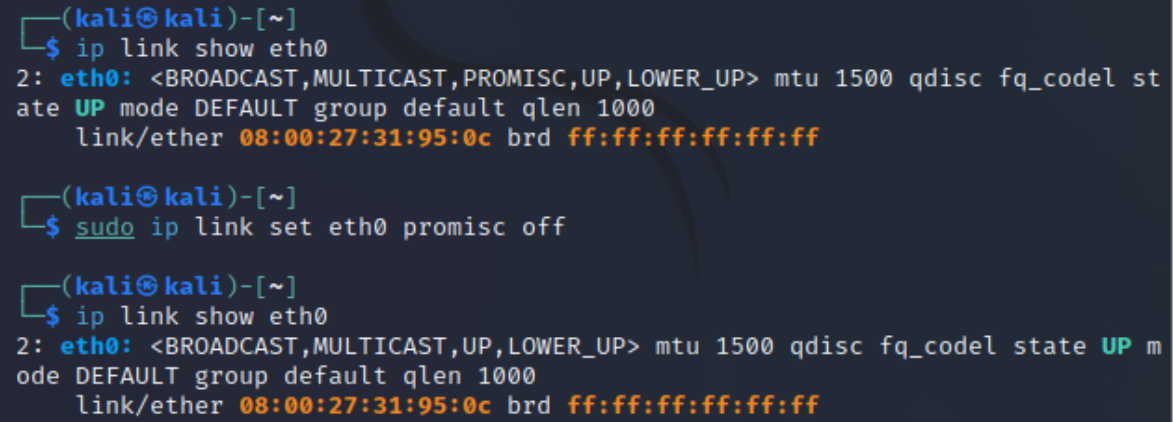 ┌──(kali㉿kali)-[~]
└─$ ip link show eth0
2: eth0: <BROADCAST,MULTICAST,PROMISC,UP,LOWER_UP> mtu 1500 qdisc fq_codel st
ate UP mode DEFAULT group default qlen 1000
    link/ether 08:00:27:31:95:0c brd ff:ff:ff:ff:ff:ff
┌──(kali㉿kali)-[~]
└─$ sudo ip link set eth0 promisc off
┌──(kali㉿kali)-[~]
└─$ ip link show eth0
2: eth0: <BROADCAST,MULTICAST,UP,LOWER_UP> mtu 1500 qdisc fq_codel state UP m
ode DEFAULT group default qlen 1000
    link/ether 08:00:27:31:95:0c brd ff:ff:ff:ff:ff:ff